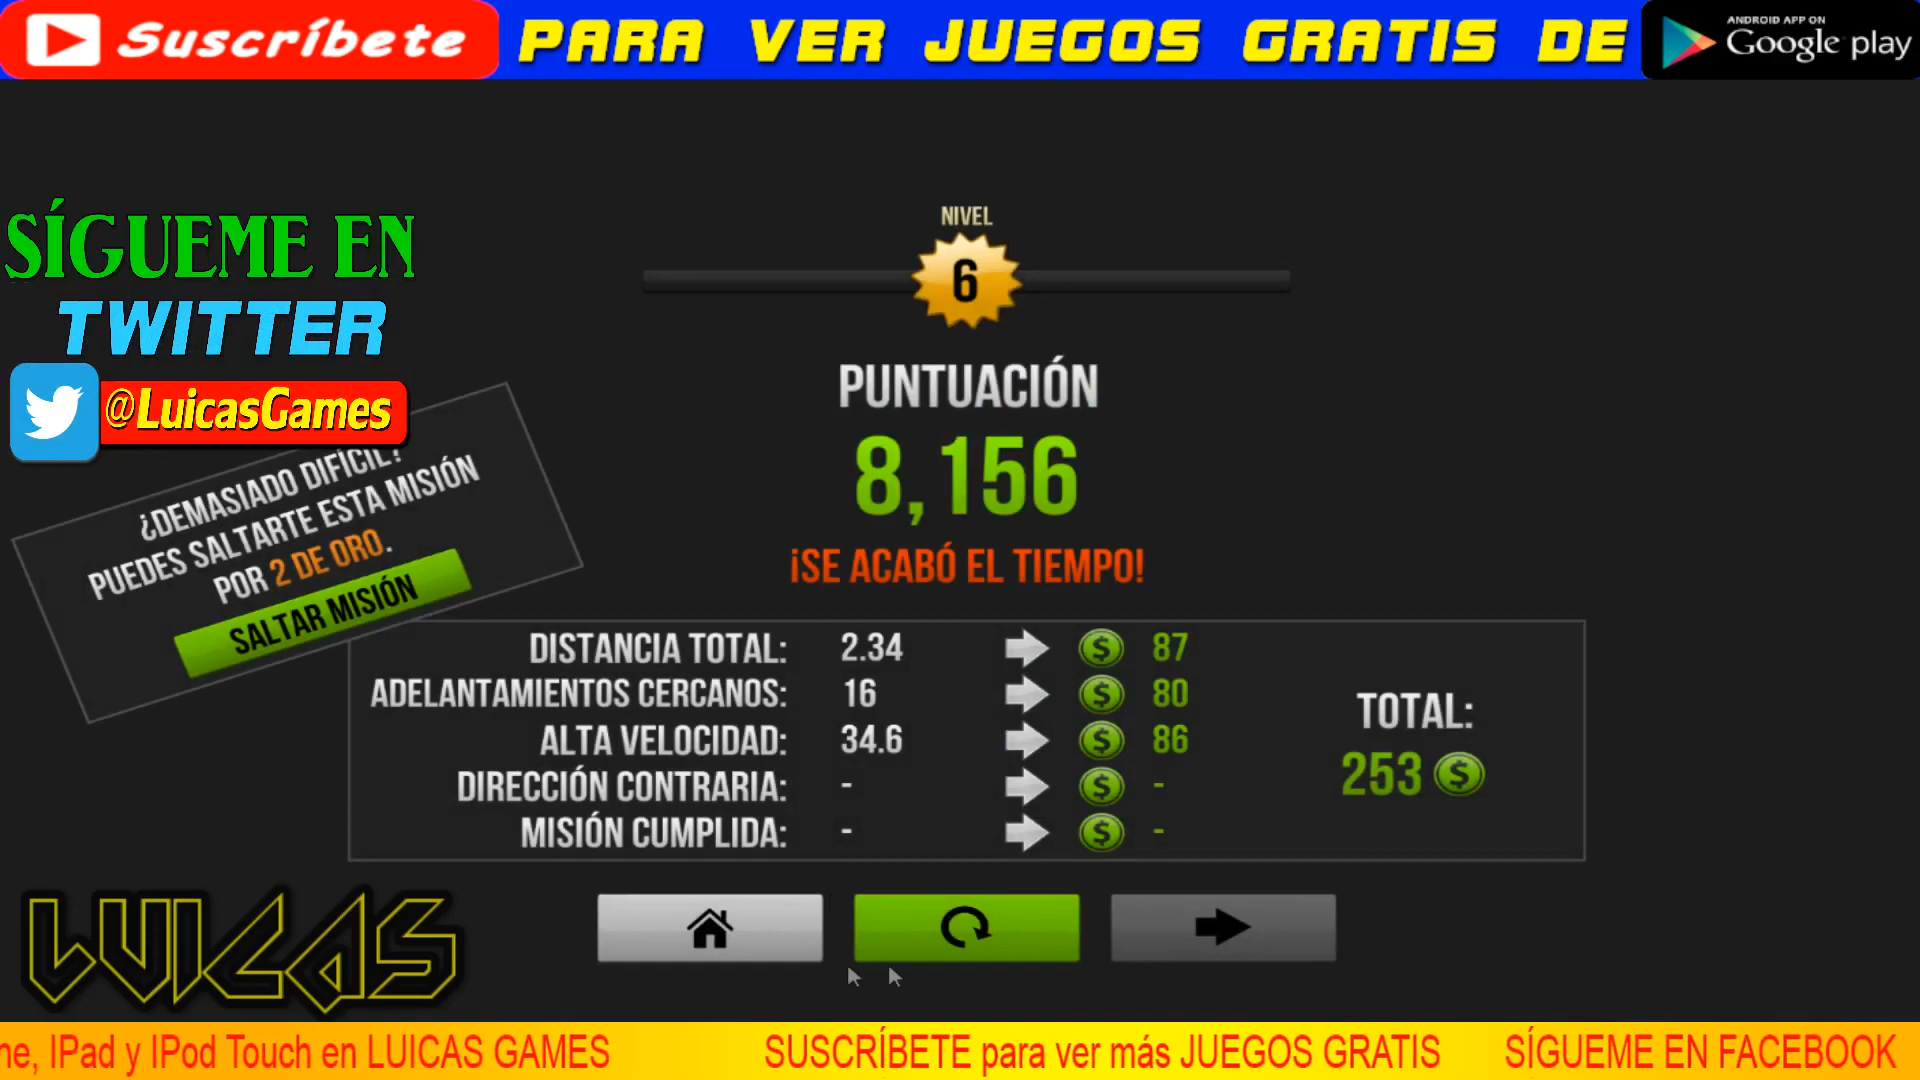 Suscríbete PARA VER JUEGOS GRATIS DE ANDROID APP ON Google play
SÍGUEME EN
TWITTER
@LuicasGames
¿DEMASIADO DIFÍCIL?
PUEDES SALTARTE ESTA MISIÓN
POR 2 DE ORO.
SALTAR MISIÓN
NIVEL
6
PUNTUACIÓN
8,156
¡SE ACABÓ EL TIEMPO!
DISTANCIA TOTAL: 2.34 $ 87
ADELANTAMIENTOS CERCANOS: 16 $ 80
ALTA VELOCIDAD: 34.6 $ 86
DIRECCIÓN CONTRARIA: - $ -
MISIÓN CUMPLIDA: - $ -
TOTAL:
253 $
LUICAS
ne, IPad y IPod Touch en LUICAS GAMES SUSCRÍBETE para ver más JUEGOS GRATIS SÍGUEME EN FACEBOOK